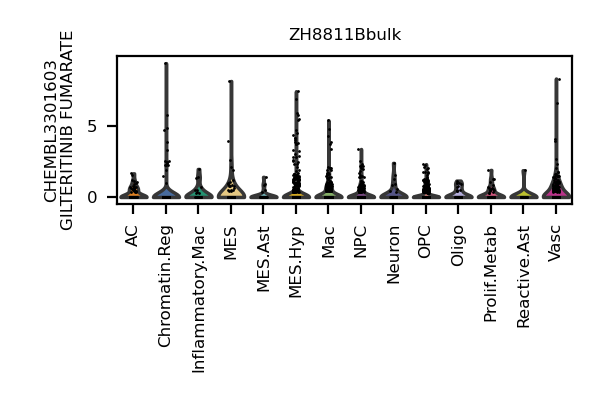 ZH8811Bbulk
CHEMBL3301603
GILTERITINIB FUMARATE
5
0
AC
Chromatin.Reg
Inflammatory.Mac
MES
MES.Ast
MES.Hyp
Mac
NPC
Neuron
OPC
Oligo
Prolif.Metab
Reactive.Ast
Vasc